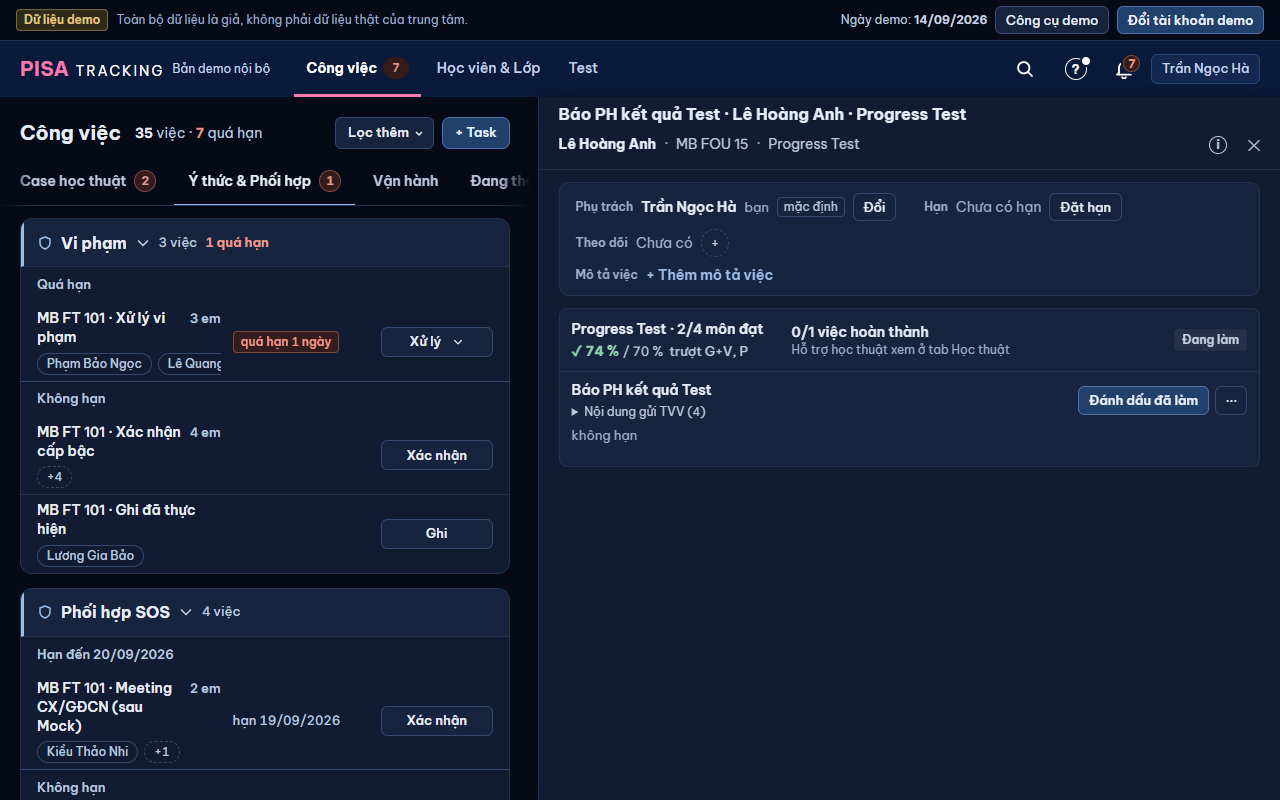 Dữ liệu demo Toàn bộ dữ liệu là giả, không phải dữ liệu thật của trung tâm. Ngày demo: 14/09/2026 Công cụ demo Đổi tài khoản demo
PISA TRACKING Bản demo nội bộ Công việc 7 Học viên & Lớp Test ? 7 Trần Ngọc Hà
Công việc 35 việc · 7 quá hạn Lọc thêm + Task
Case học thuật 2 Ý thức & Phối hợp 1 Vận hành Đang th
Vi phạm 3 việc 1 quá hạn
Quá hạn
MB FT 101 · Xử lý vi phạm 3 em
Phạm Bảo Ngọc Lê Quang
quá hạn 1 ngày Xử lý
Không hạn
MB FT 101 · Xác nhận cấp bậc 4 em
+4
Xác nhận
MB FT 101 · Ghi đã thực hiện
Lương Gia Bảo
Ghi
Phối hợp SOS 4 việc
Hạn đến 20/09/2026
MB FT 101 · Meeting CX/GĐCN (sau Mock) 2 em
Kiều Thảo Nhi +1
hạn 19/09/2026 Xác nhận
Không hạn
Báo PH kết quả Test · Lê Hoàng Anh · Progress Test
Lê Hoàng Anh · MB FOU 15 · Progress Test
Phụ trách Trần Ngọc Hà bạn mặc định Đổi Hạn Chưa có hạn Đặt hạn
Theo dõi Chưa có +
Mô tả việc + Thêm mô tả việc
Progress Test · 2/4 môn đạt
✓ 74 % / 70 % trượt G+V, P
0/1 việc hoàn thành
Hỗ trợ học thuật xem ở tab Học thuật
Đang làm
Báo PH kết quả Test
Nội dung gửi TVV (4)
không hạn
Đánh dấu đã làm ...